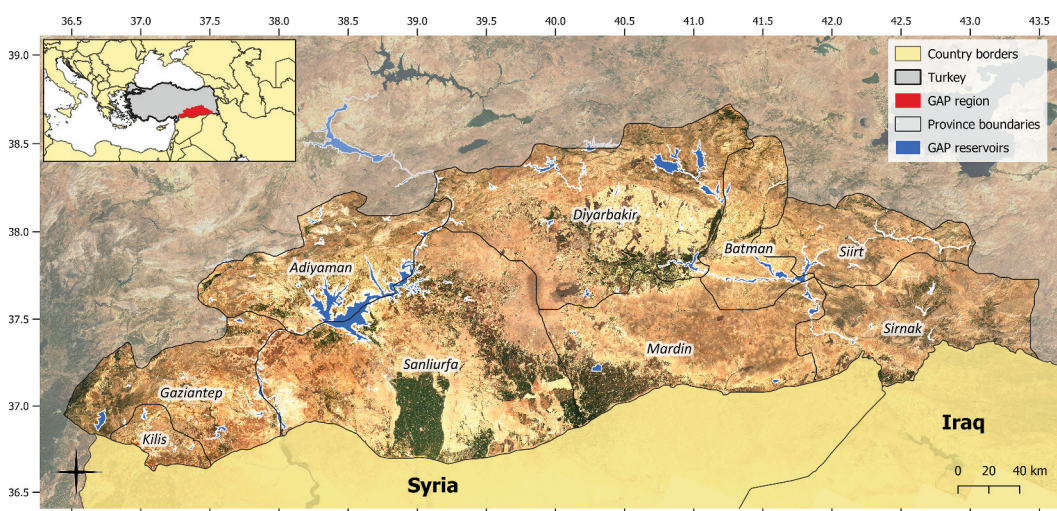 36.5 37.0 37.5 38.0 38.5 39.0 39.5 40.0 40.5 41.0 41.5 42.0 42.5 43.0 43.5
39.0
38.5
38.0
37.5
37.0
36.5
Country borders
Turkey
GAP region
Province boundaries
GAP reservoirs
Diyarbakir
Batman
Siirt
Adiyaman
Sirnak
Mardin
Sanliurfa
Gaziantep
Kilis
Iraq
Syria
0 20 40 km